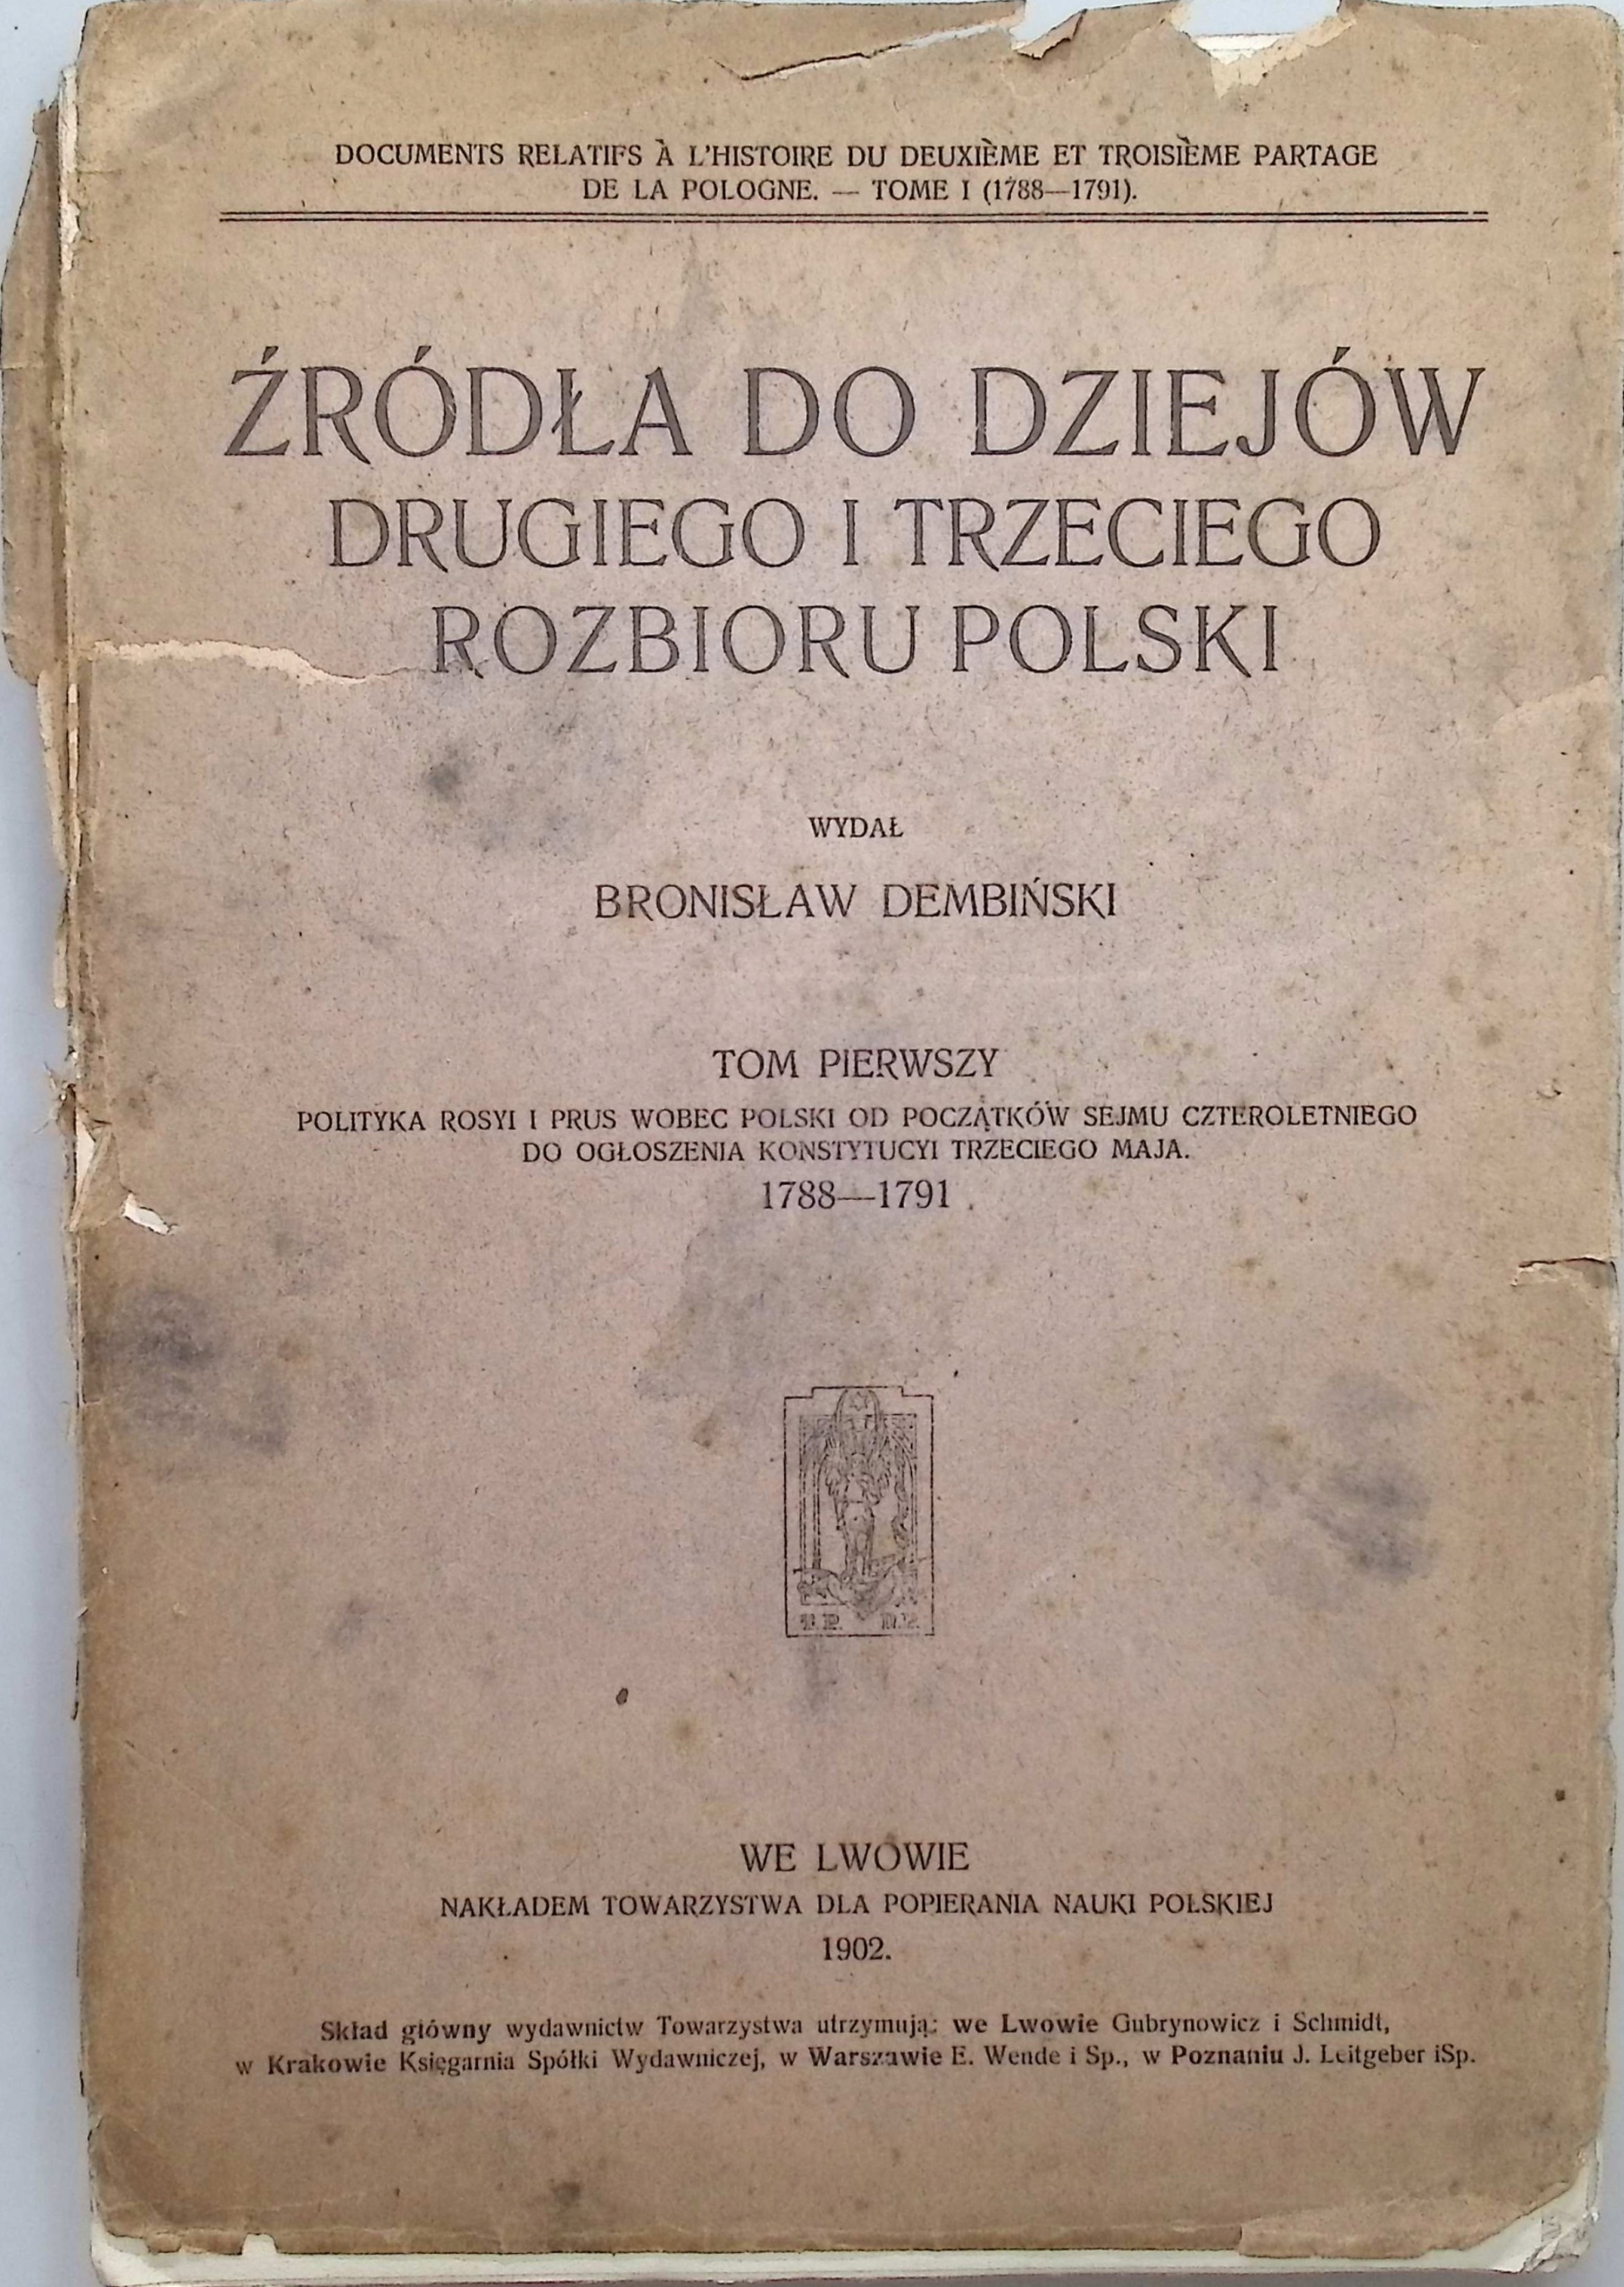 DOCUMENTS RELATIFS À L'HISTOIRE DU DEUXIÈME ET TROISIÈME PARTAGE
DE LA POLOGNE. — TOME I (1788—1791).
ŹRÓDŁA DO DZIEJÓW
DRUGIEGO I TRZECIEGO
ROZBIORU POLSKI
WYDAŁ
BRONISŁAW DEMBIŃSKI
TOM PIERWSZY
POLITYKA ROSYI I PRUS WOBEC POLSKI OD POCZĄTKÓW SEJMU CZTEROLETNIEGO
DO OGŁOSZENIA KONSTYTUCYI TRZECIEGO MAJA.
1788—1791
WE LWOWIE
NAKŁADEM TOWARZYSTWA DLA POPIERANIA NAUKI POLSKIEJ
1902.
Skład główny wydawnictw Towarzystwa utrzymują: we Lwowie Gubrynowicz i Schmidt,
w Krakowie Księgarnia Spółki Wydawniczej, w Warszawie E. Wende i Sp., w Poznaniu J. Leitgeber iSp.